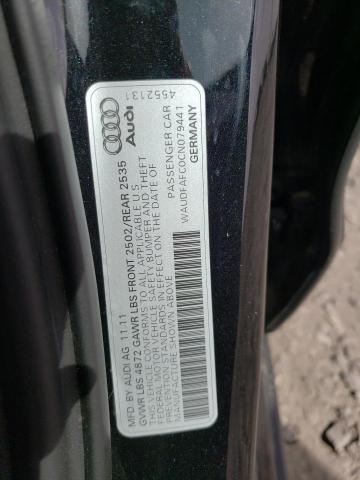 4552131
Audi
MFD. BY AUDI AG 11.11
GVWR LBS 4872 GAWR LBS FRONT 2502/REAR 2535
THIS VEHICLE CONFORMS TO ALL APPLICABLE U S
FEDERAL MOTOR VEHICLE SAFETY BUMPER AND THEFT
PREVENTION STANDARDS IN EFFECT ON THE DATE OF
MANUFACTURE SHOWN ABOVE
PASSENGER CAR
WAUDFAFC0CN079441
GERMANY